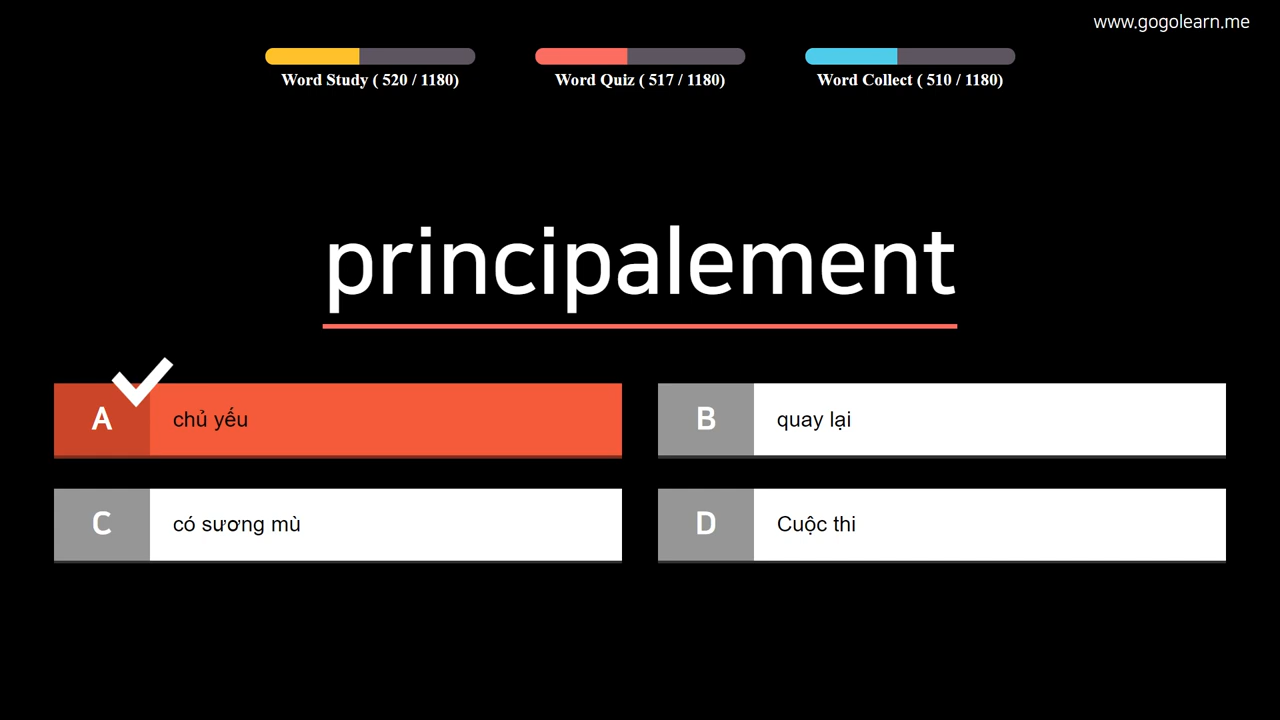 www.gogolearn.me
Word Study ( 520 / 1180)
Word Quiz ( 517 / 1180)
Word Collect ( 510 / 1180)
principalement
A chủ yếu
B quay lại
C có sương mù
D Cuộc thi